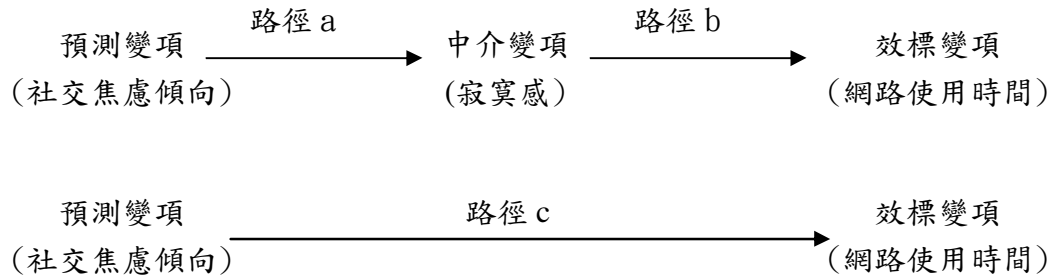 路徑 a 路徑 b
預測變項 中介變項 效標變項
（社交焦慮傾向） (寂寞感） （網路使用時間）
預測變項 路徑 c 效標變項
（社交焦慮傾向） （網路使用時間）